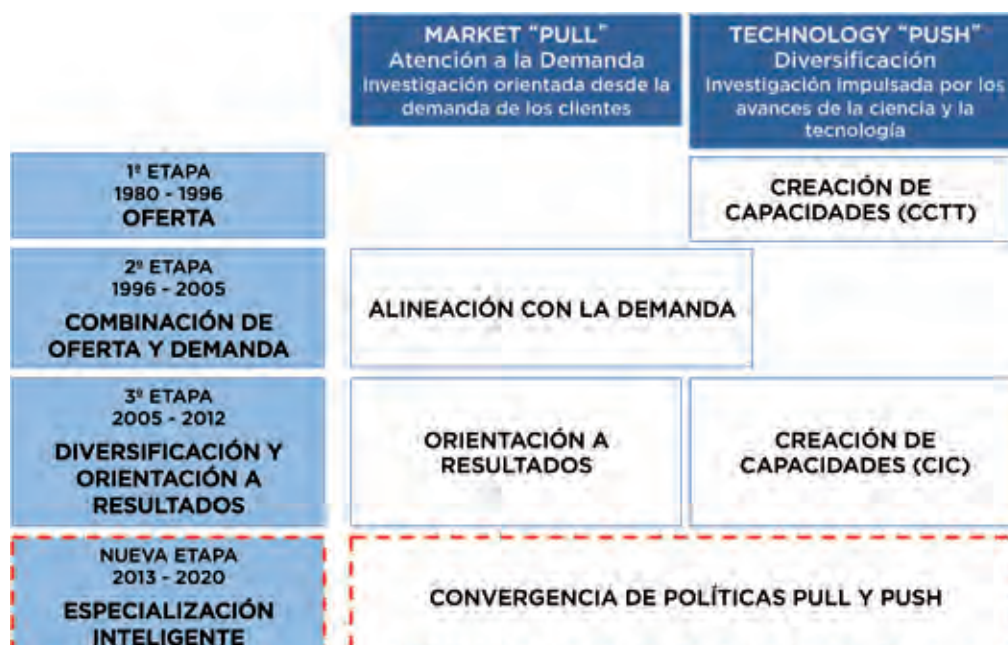 MARKET “PULL”
Atención a la Demanda
Investigación orientada desde la
demanda de los clientes
TECHNOLOGY “PUSH”
Diversificación
Investigación impulsada por los
avances de la ciencia y la
tecnología
1ª ETAPA
1980 - 1996
OFERTA
CREACIÓN DE
CAPACIDADES (CCTT)
2ª ETAPA
1996 - 2005
COMBINACIÓN DE
OFERTA Y DEMANDA
ALINEACIÓN CON LA DEMANDA
3ª ETAPA
2005 - 2012
DIVERSIFICACIÓN Y
ORIENTACIÓN A
RESULTADOS
ORIENTACIÓN A
RESULTADOS
CREACIÓN DE
CAPACIDADES (CIC)
NUEVA ETAPA
2013 - 2020
ESPECIALIZACIÓN
INTELIGENTE
CONVERGENCIA DE POLÍTICAS PULL Y PUSH